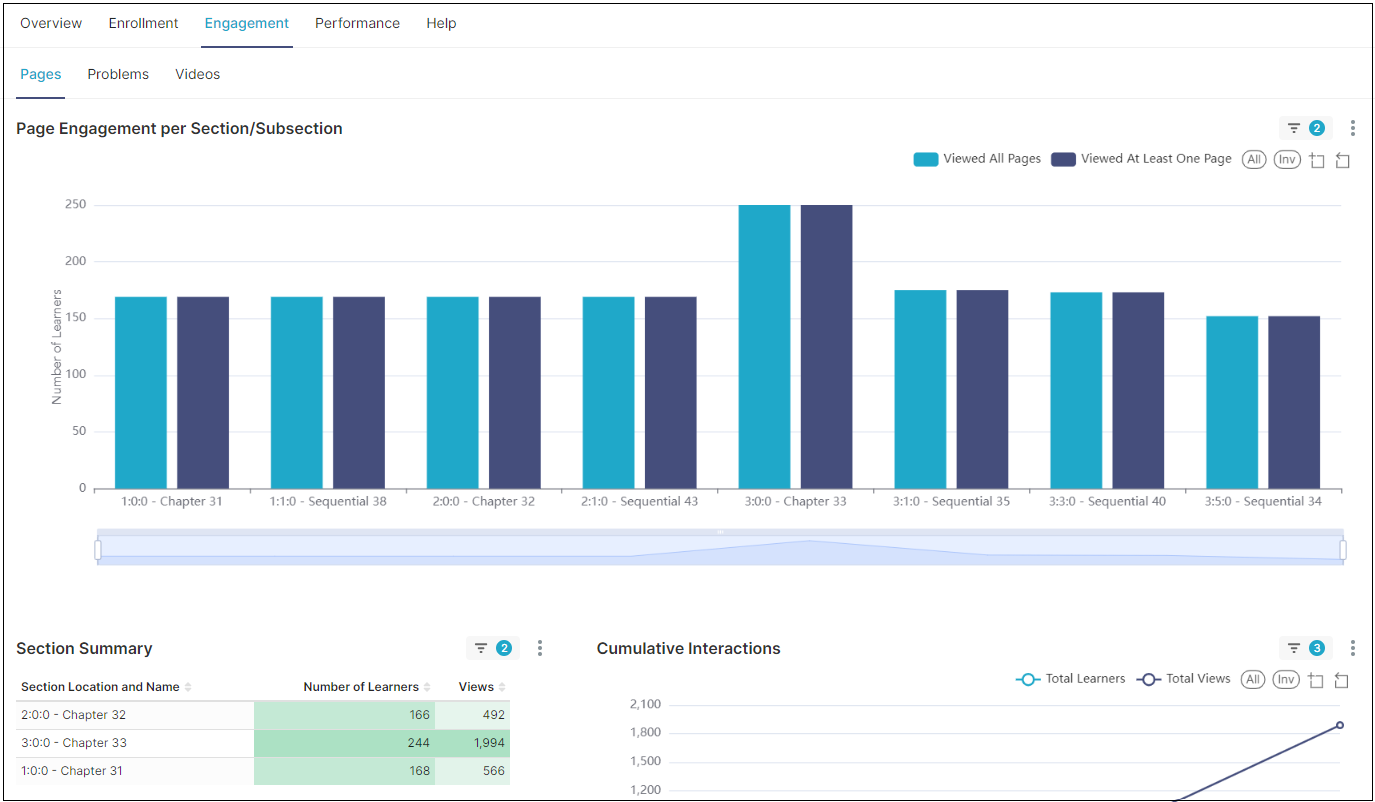 Overview Enrollment Engagement Performance Help
Pages Problems Videos
Page Engagement per Section/Subsection 2
Viewed All Pages Viewed At Least One Page All Inv
Number of Learners
250
200
150
100
50
0
1:0:0 - Chapter 31 1:1:0 - Sequential 38 2:0:0 - Chapter 32 2:1:0 - Sequential 43 3:0:0 - Chapter 33 3:1:0 - Sequential 35 3:3:0 - Sequential 40 3:5:0 - Sequential 34
Section Summary 2
Section Location and Name Number of Learners Views
2:0:0 - Chapter 32 166 492
3:0:0 - Chapter 33 244 1,994
1:0:0 - Chapter 31 168 566
Cumulative Interactions 3
Total Learners Total Views All Inv
2,100
1,800
1,500
1,200